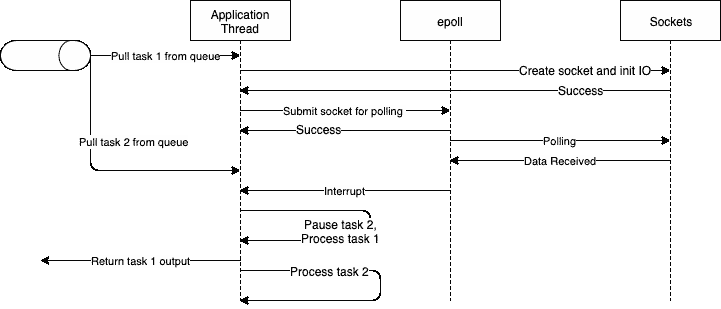 Application
Thread
epoll
Sockets
Pull task 1 from queue
Create socket and init IO
Success
Submit socket for polling
Success
Pull task 2 from queue
Polling
Data Received
Interrupt
Pause task 2,
Process task 1
Return task 1 output
Process task 2